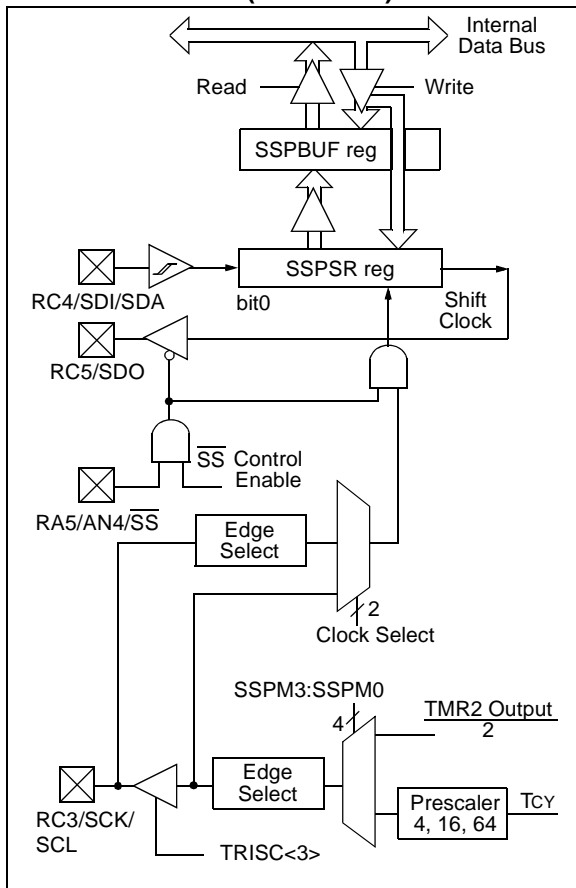 Internal
Data Bus
Read
Write
SSPBUF reg
SSPSR reg
RC4/SDI/SDA
bit0
Shift
Clock
RC5/SDO
SS Control
Enable
RA5/AN4/SS
Edge
Select
2
Clock Select
SSPM3:SSPM0
TMR2 Output
2
4
Edge
Select
Prescaler
4, 16, 64
TCY
RC3/SCK/
SCL
TRISC<3>